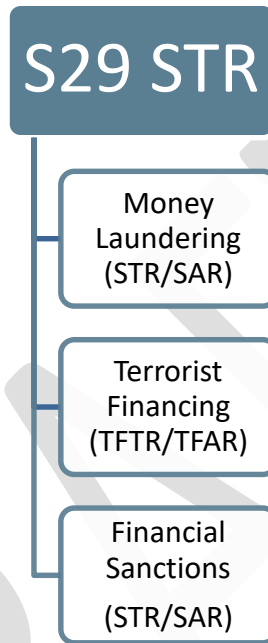 S29 STR
Money
Laundering
(STR/SAR)
Terrorist
Financing
(TFTR/TFAR)
Financial
Sanctions
(STR/SAR)